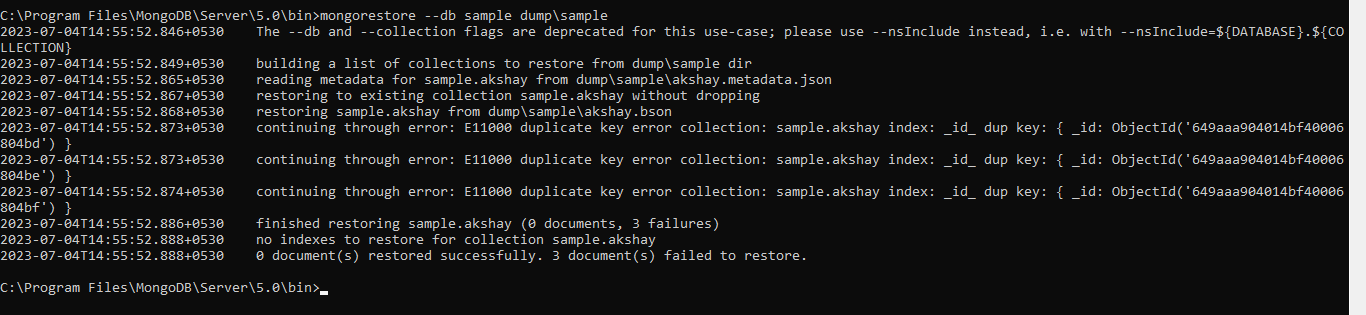 C:\Program Files\MongoDB\Server\5.0\bin>mongorestore --db sample dump\sample
2023-07-04T14:55:52.846+0530    The --db and --collection flags are deprecated for this use-case; please use --nsInclude instead, i.e. with --nsInclude=${DATABASE}.${CO
LLECTION}
2023-07-04T14:55:52.849+0530    building a list of collections to restore from dump\sample dir
2023-07-04T14:55:52.865+0530    reading metadata for sample.akshay from dump\sample\akshay.metadata.json
2023-07-04T14:55:52.867+0530    restoring to existing collection sample.akshay without dropping
2023-07-04T14:55:52.868+0530    restoring sample.akshay from dump\sample\akshay.bson
2023-07-04T14:55:52.873+0530    continuing through error: E11000 duplicate key error collection: sample.akshay index: _id_ dup key: { _id: ObjectId('649aaa904014bf40006
804bd') }
2023-07-04T14:55:52.873+0530    continuing through error: E11000 duplicate key error collection: sample.akshay index: _id_ dup key: { _id: ObjectId('649aaa904014bf40006
804be') }
2023-07-04T14:55:52.874+0530    continuing through error: E11000 duplicate key error collection: sample.akshay index: _id_ dup key: { _id: ObjectId('649aaa904014bf40006
804bf') }
2023-07-04T14:55:52.886+0530    finished restoring sample.akshay (0 documents, 3 failures)
2023-07-04T14:55:52.888+0530    no indexes to restore for collection sample.akshay
2023-07-04T14:55:52.888+0530    0 document(s) restored successfully. 3 document(s) failed to restore.
C:\Program Files\MongoDB\Server\5.0\bin>